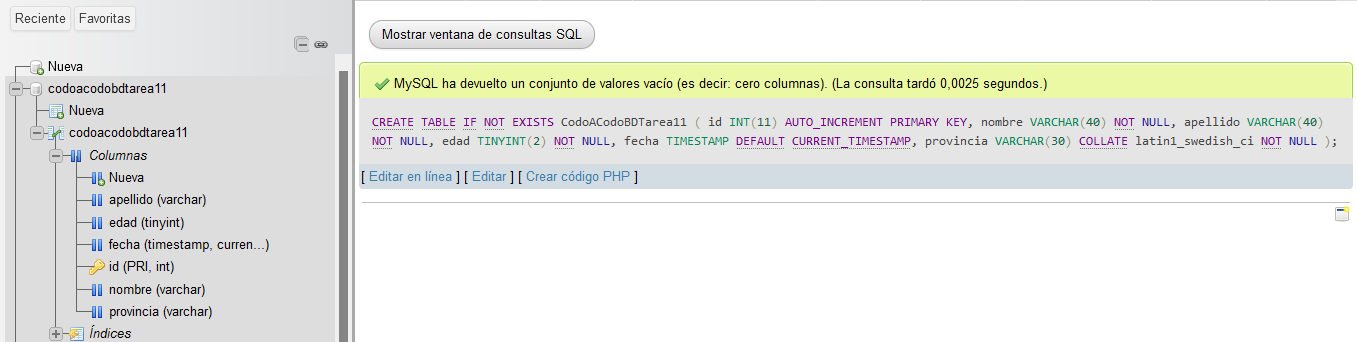 Reciente Favoritas
Nueva
codoacodobdtarea11
Nueva
codoacodobdtarea11
Columnas
Nueva
apellido (varchar)
edad (tinyint)
fecha (timestamp, curren...)
id (PRI, int)
nombre (varchar)
provincia (varchar)
Índices
Mostrar ventana de consultas SQL
MySQL ha devuelto un conjunto de valores vacío (es decir: cero columnas). (La consulta tardó 0,0025 segundos.)
CREATE TABLE IF NOT EXISTS CodoACodoBDTarea11 ( id INT(11) AUTO_INCREMENT PRIMARY KEY, nombre VARCHAR(40) NOT NULL, apellido VARCHAR(40)
NOT NULL, edad TINYINT(2) NOT NULL, fecha TIMESTAMP DEFAULT CURRENT_TIMESTAMP, provincia VARCHAR(30) COLLATE latin1_swedish_ci NOT NULL );
[ Editar en línea ] [ Editar ] [ Crear código PHP ]